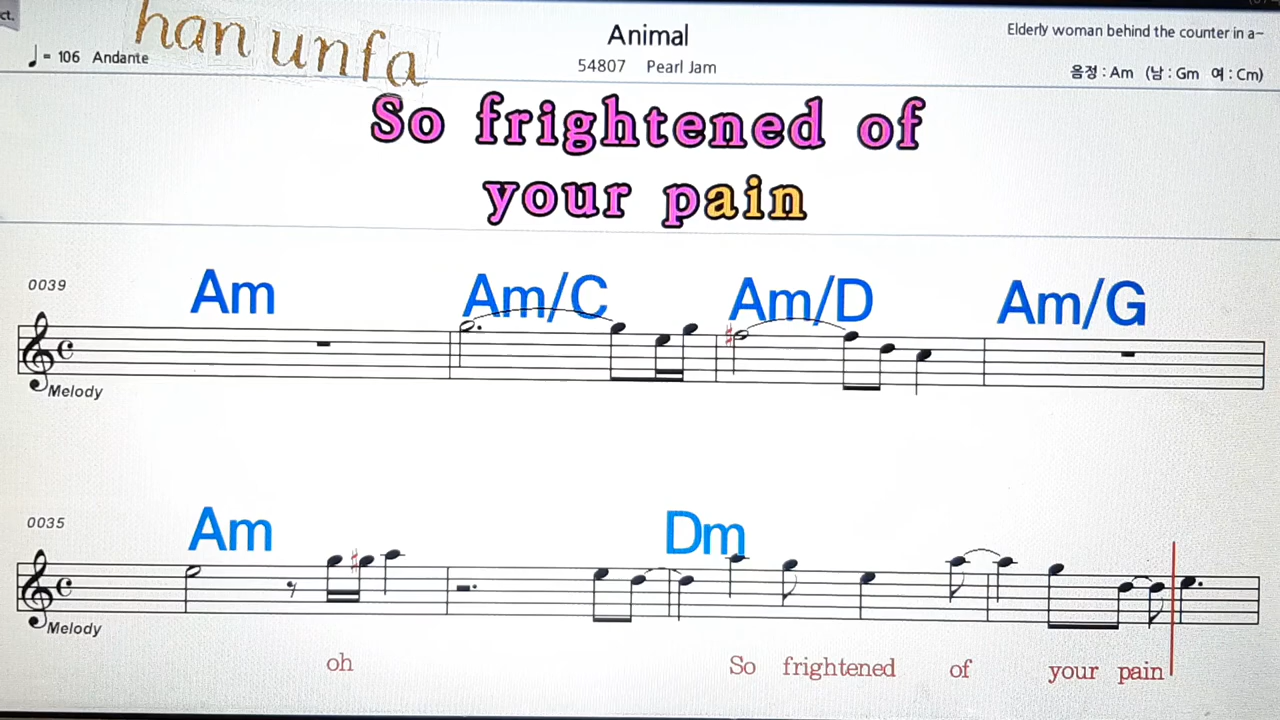 ct.
han unfa
♩ = 106 Andante
Animal
54807 Pearl Jam
Elderly woman behind the counter in a~
음정 : Am (남 : Gm 여 : Cm)
So frightened of
your pain
0039
Am Am/C Am/D Am/G
Melody
0035
Am Dm
Melody
oh So frightened of your pain